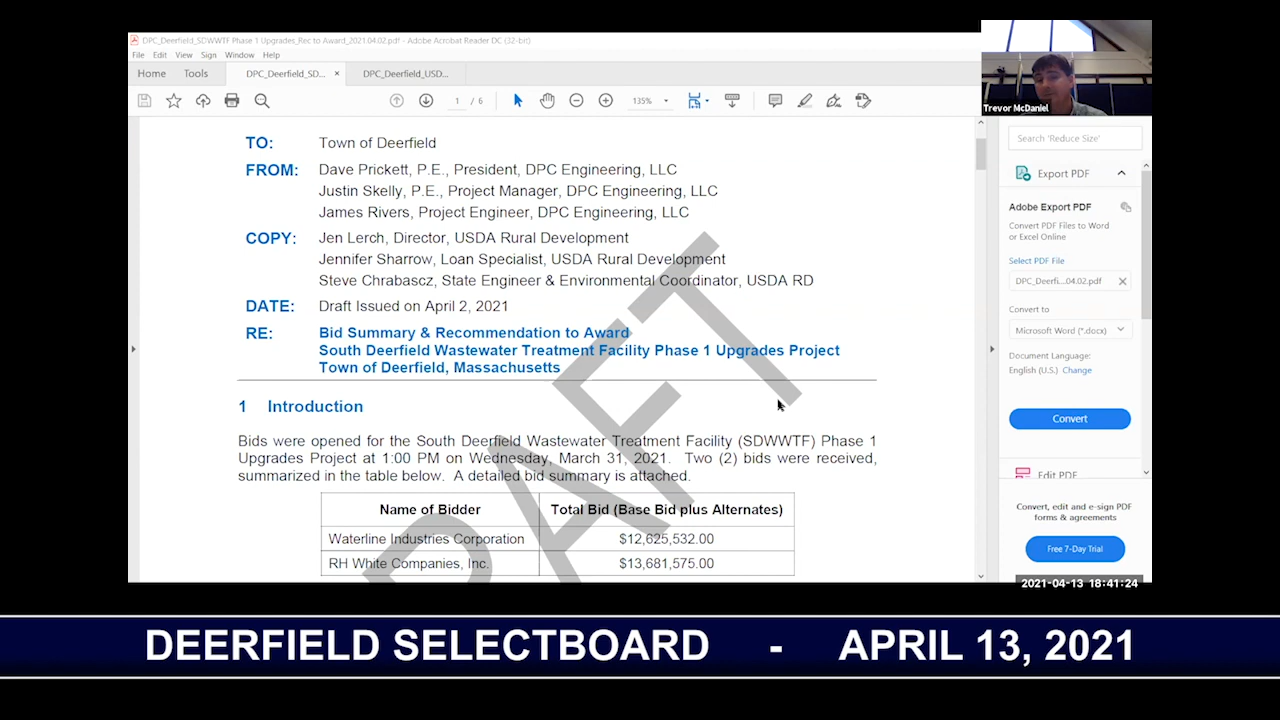 DPC_Deerfield_SDWWTF Phase 1 Upgrades_Rec to Award_2021 04.02.pdf - Adobe Acrobat Reader DC (32-bit)
File Edit View Sign Window Help
Home Tools DPC_Deerfield_SD... × DPC_Deerfield_USD...
1 / 6 135%
Trevor McDaniel
TO: Town of Deerfield
FROM: Dave Prickett, P.E., President, DPC Engineering, LLC
Justin Skelly, P.E., Project Manager, DPC Engineering, LLC
James Rivers, Project Engineer, DPC Engineering, LLC
COPY: Jen Lerch, Director, USDA Rural Development
Jennifer Sharrow, Loan Specialist, USDA Rural Development
Steve Chrabascz, State Engineer & Environmental Coordinator, USDA RD
DATE: Draft Issued on April 2, 2021
RE: Bid Summary & Recommendation to Award
South Deerfield Wastewater Treatment Facility Phase 1 Upgrades Project
Town of Deerfield, Massachusetts
1 Introduction
Bids were opened for the South Deerfield Wastewater Treatment Facility (SDWWTF) Phase 1
Upgrades Project at 1:00 PM on Wednesday, March 31, 2021. Two (2) bids were received,
summarized in the table below. A detailed bid summary is attached.
Name of Bidder Total Bid (Base Bid plus Alternates)
Waterline Industries Corporation $12,625,532.00
RH White Companies, Inc. $13,681,575.00
DRAFT
Search 'Reduce Size'
Export PDF
Adobe Export PDF
Convert PDF Files to Word
or Excel Online
Select PDF File
DPC_Deerfi...04.02.pdf
Convert to
Microsoft Word (*.docx)
Document Language:
English (U.S.) Change
Convert
Edit PDF
Convert, edit and e-sign PDF
forms & agreements
Free 7-Day Trial
2021-04-13 18:41:24
DEERFIELD SELECTBOARD - APRIL 13, 2021